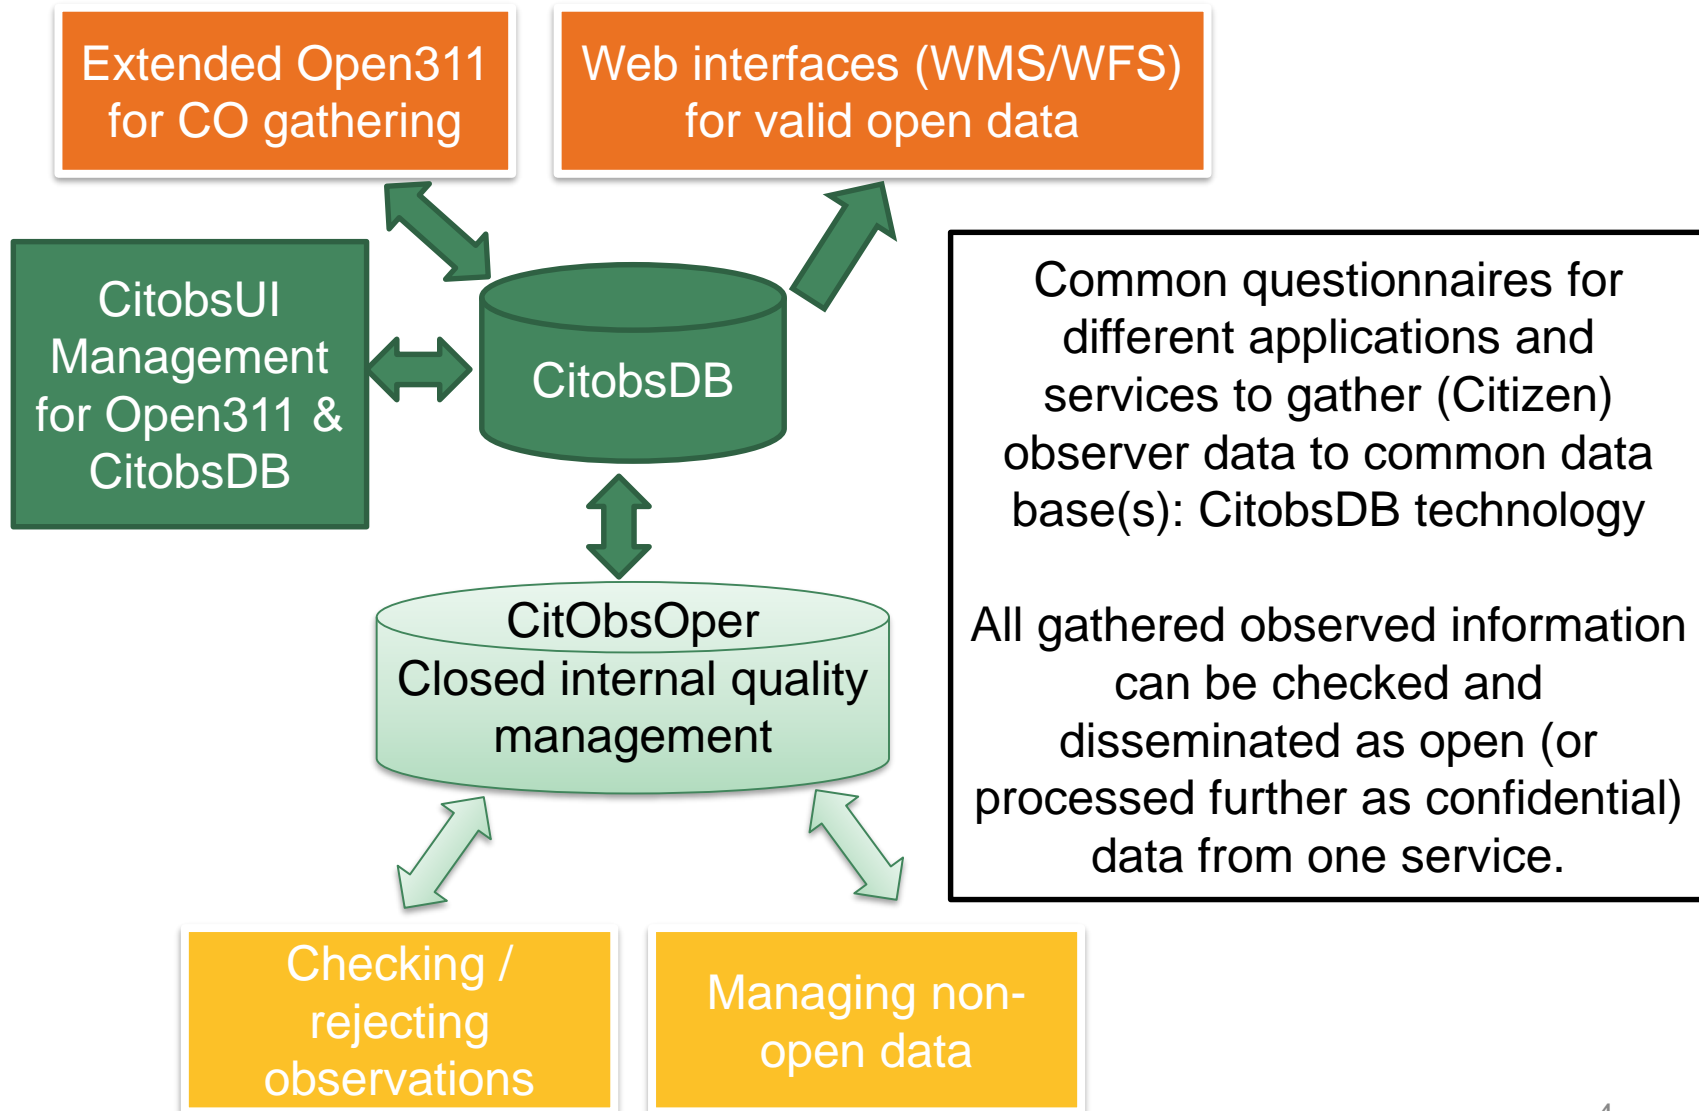 Extended Open311
for CO gathering
Web interfaces (WMS/WFS)
for valid open data
CitobsUI
Management
for Open311 &
CitobsDB
CitobsDB
Common questionnaires for
different applications and
services to gather (Citizen)
observer data to common data
base(s): CitobsDB technology
All gathered observed information
can be checked and
disseminated as open (or
processed further as confidential)
data from one service.
CitObsOper
Closed internal quality
management
Checking /
rejecting
observations
Managing non-
open data